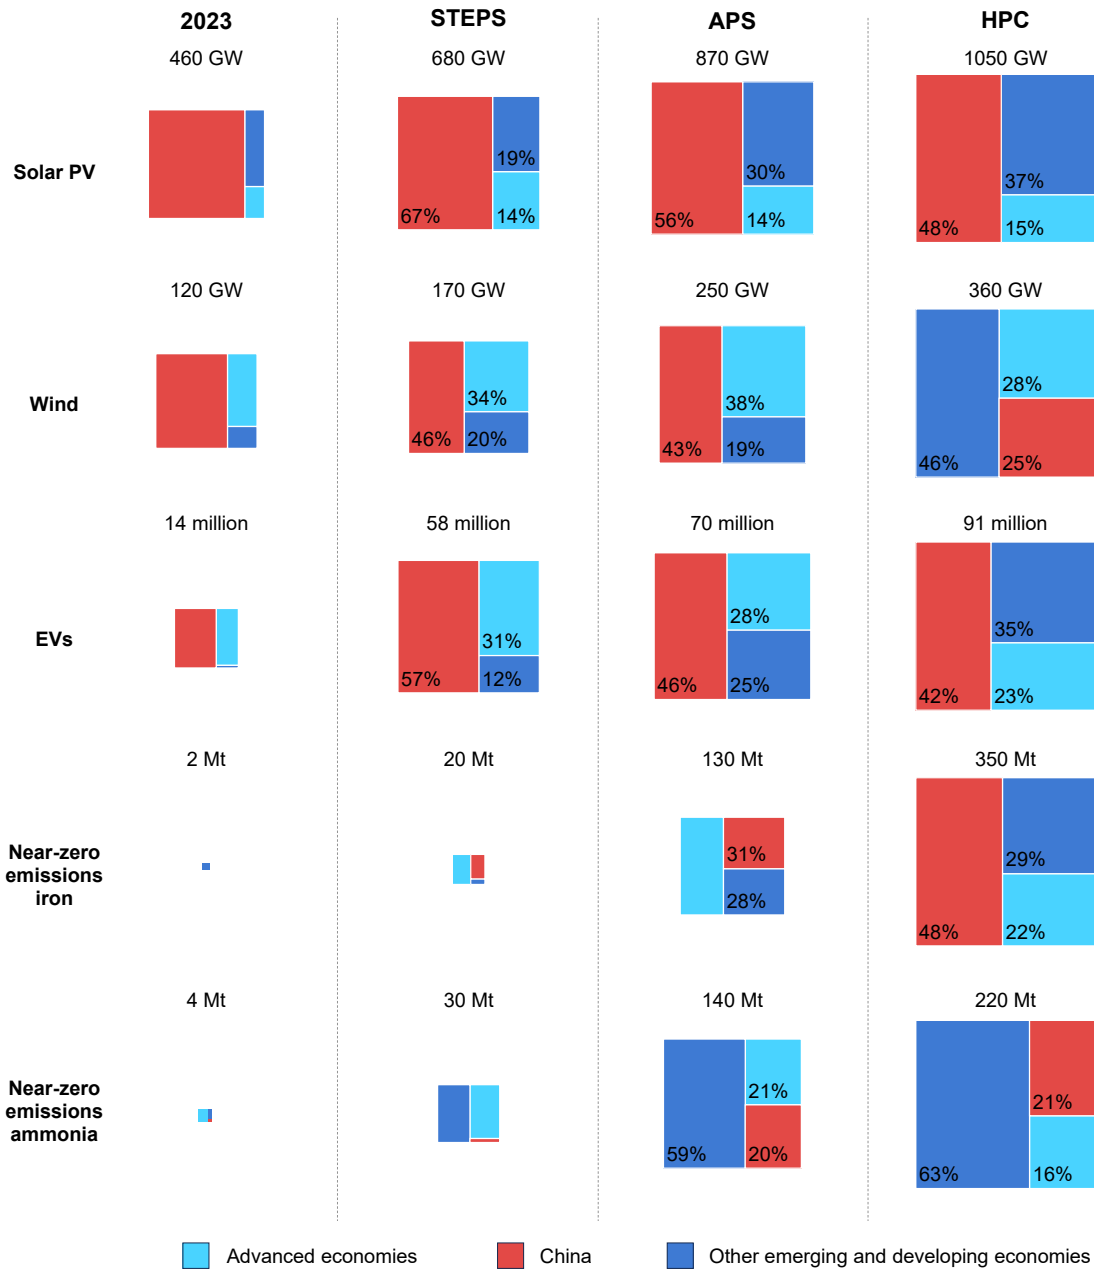 2023 STEPS APS HPC
460 GW 680 GW 870 GW 1050 GW
Solar PV
19% 30% 37%
67% 14% 56% 14% 48% 15%
120 GW 170 GW 250 GW 360 GW
Wind
34% 38% 28%
46% 20% 43% 19% 46% 25%
14 million 58 million 70 million 91 million
EVs
31% 28% 35%
57% 12% 46% 25% 42% 23%
2 Mt 20 Mt 130 Mt 350 Mt
Near-zero
emissions
iron
31% 29%
28% 48% 22%
4 Mt 30 Mt 140 Mt 220 Mt
Near-zero
emissions
ammonia
21% 21%
59% 20% 63% 16%
Advanced economies China Other emerging and developing economies